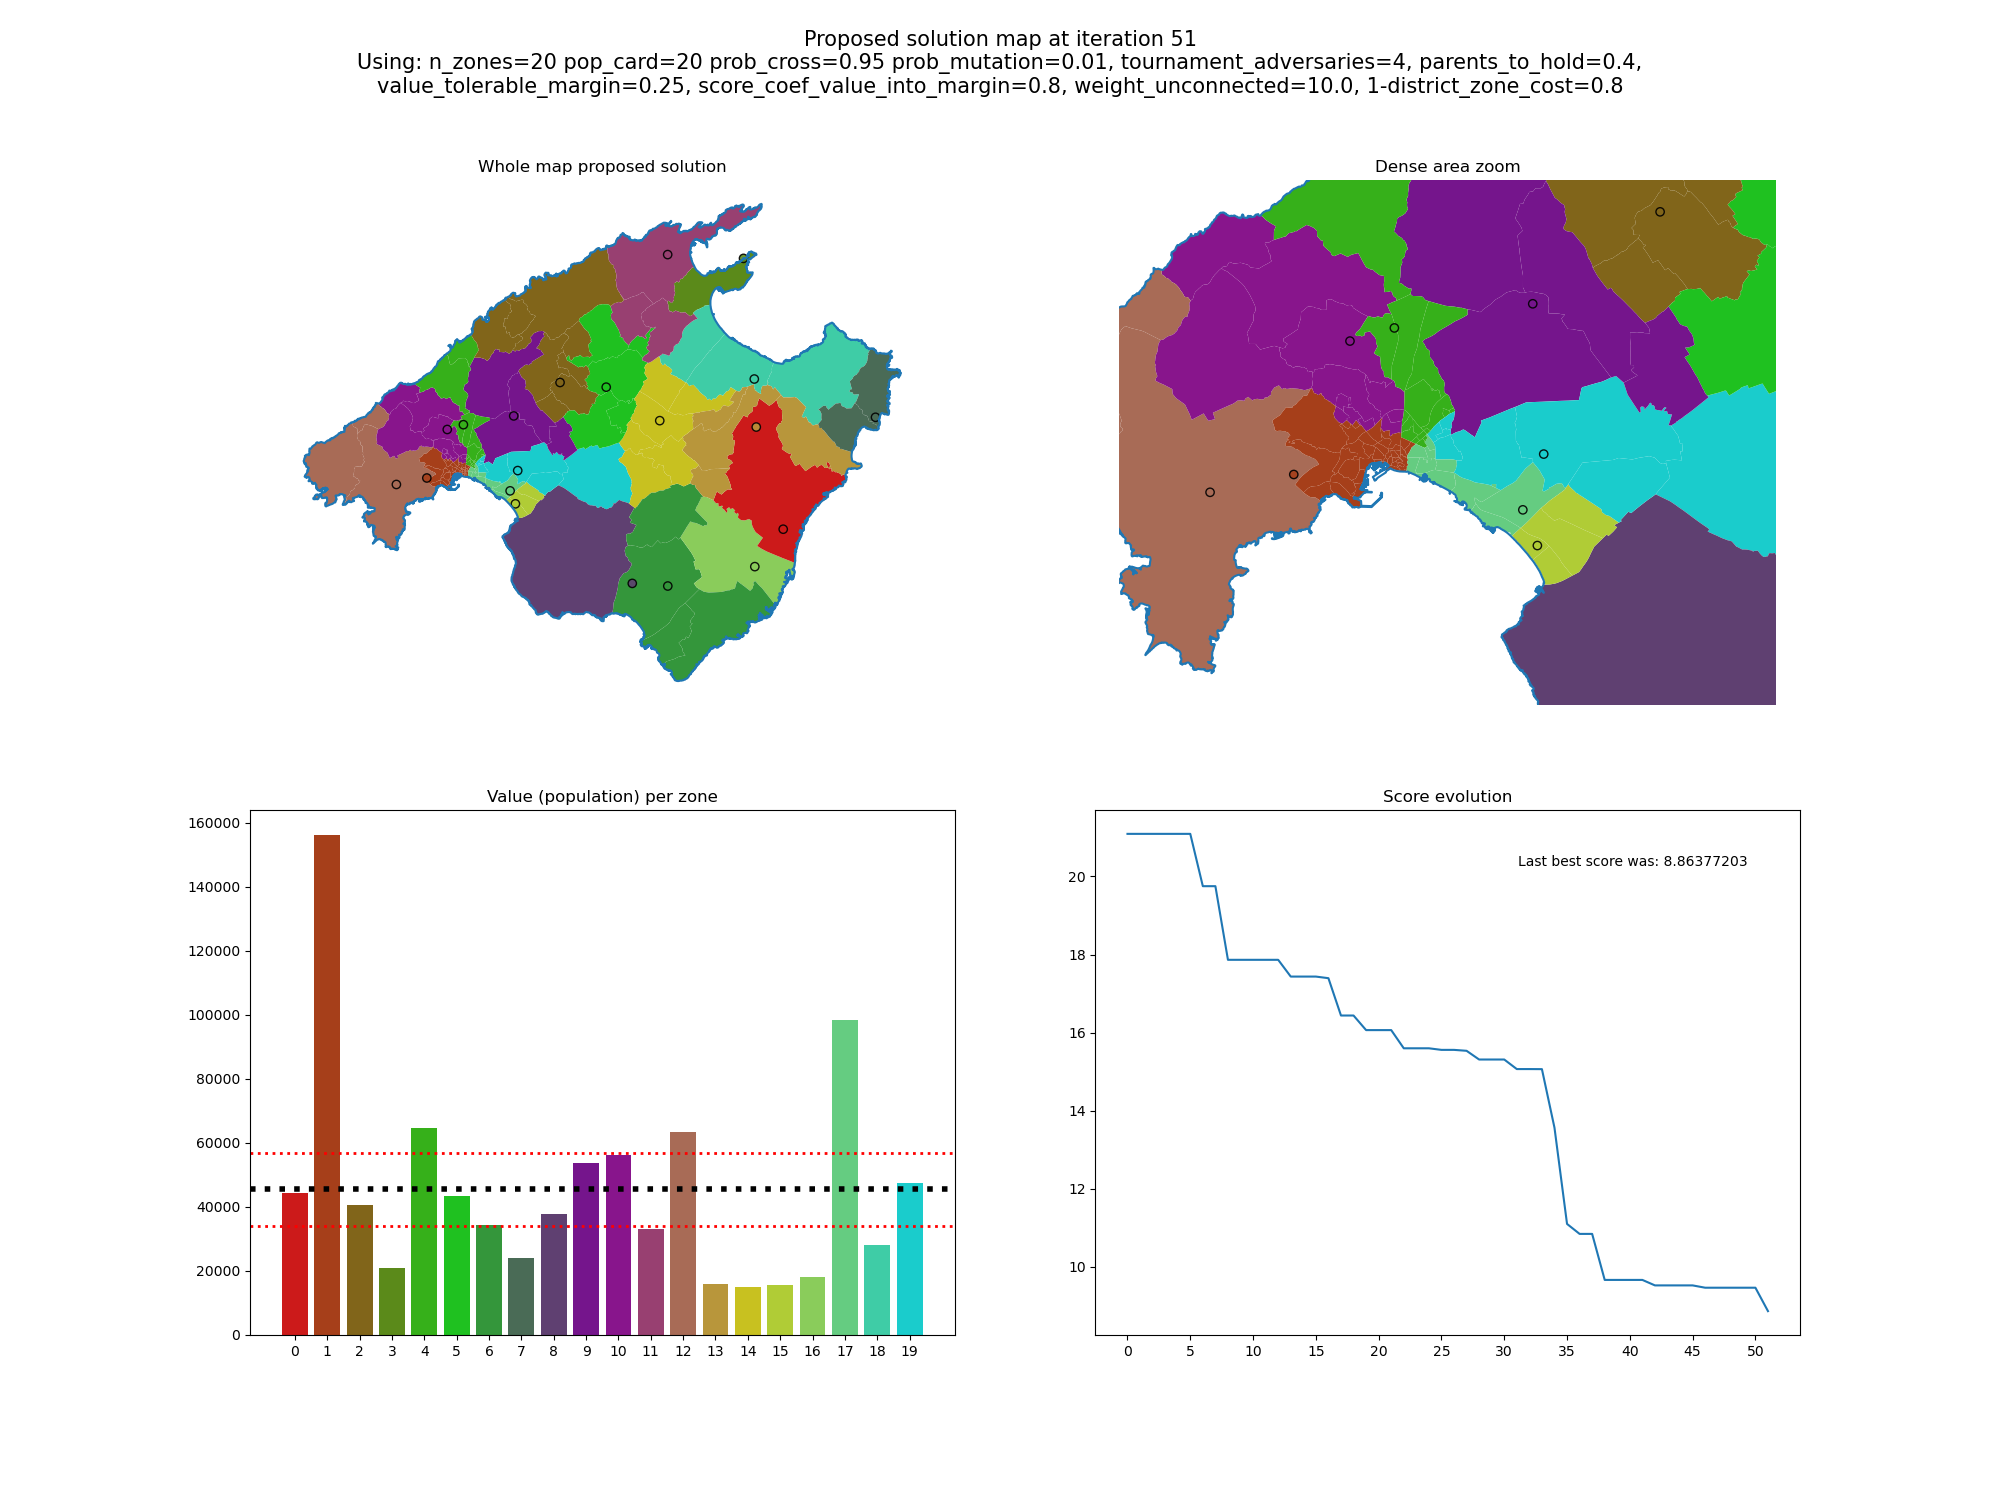 Proposed solution map at iteration 51
Using: n_zones=20 pop_card=20 prob_cross=0.95 prob_mutation=0.01, tournament_adversaries=4, parents_to_hold=0.4,
value_tolerable_margin=0.25, score_coef_value_into_margin=0.8, weight_unconnected=10.0, 1-district_zone_cost=0.8
Whole map proposed solution
Dense area zoom
Value (population) per zone
160000
140000
120000
100000
80000
60000
40000
20000
0
0 1 2 3 4 5 6 7 8 9 10 11 12 13 14 15 16 17 18 19
Score evolution
Last best score was: 8.86377203
20
18
16
14
12
10
0 5 10 15 20 25 30 35 40 45 50